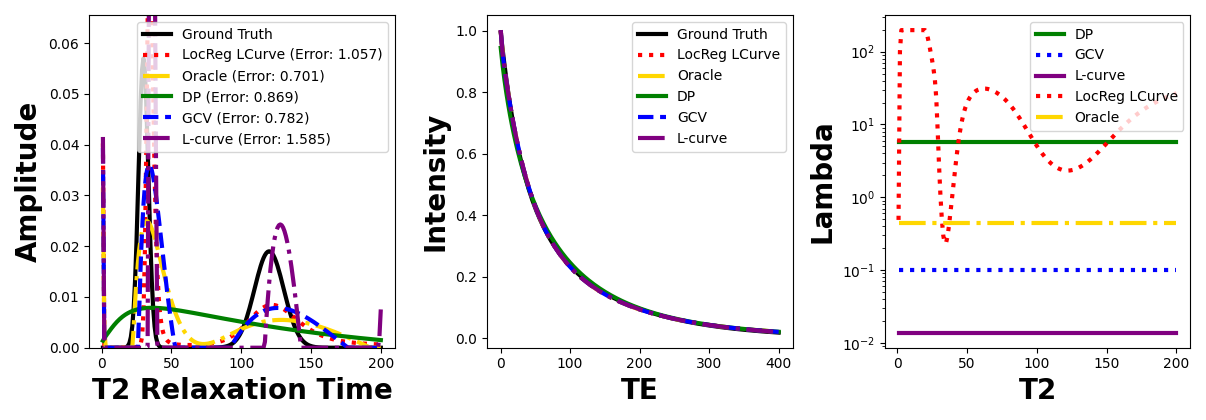 0.06
0.05
0.04
0.03
0.02
0.01
0.00
Amplitude
0
50
100
150
200
T2 Relaxation Time
Ground Truth
LocReg LCurve (Error: 1.057)
Oracle (Error: 0.701)
DP (Error: 0.869)
GCV (Error: 0.782)
L-curve (Error: 1.585)
1.0
0.8
0.6
0.4
0.2
0.0
Intensity
0
100
200
300
400
TE
Ground Truth
LocReg LCurve
Oracle
DP
GCV
L-curve
10²
10¹
10⁰
10⁻¹
10⁻²
Lambda
0
50
100
150
200
T2
DP
GCV
L-curve
LocReg LCurve
Oracle